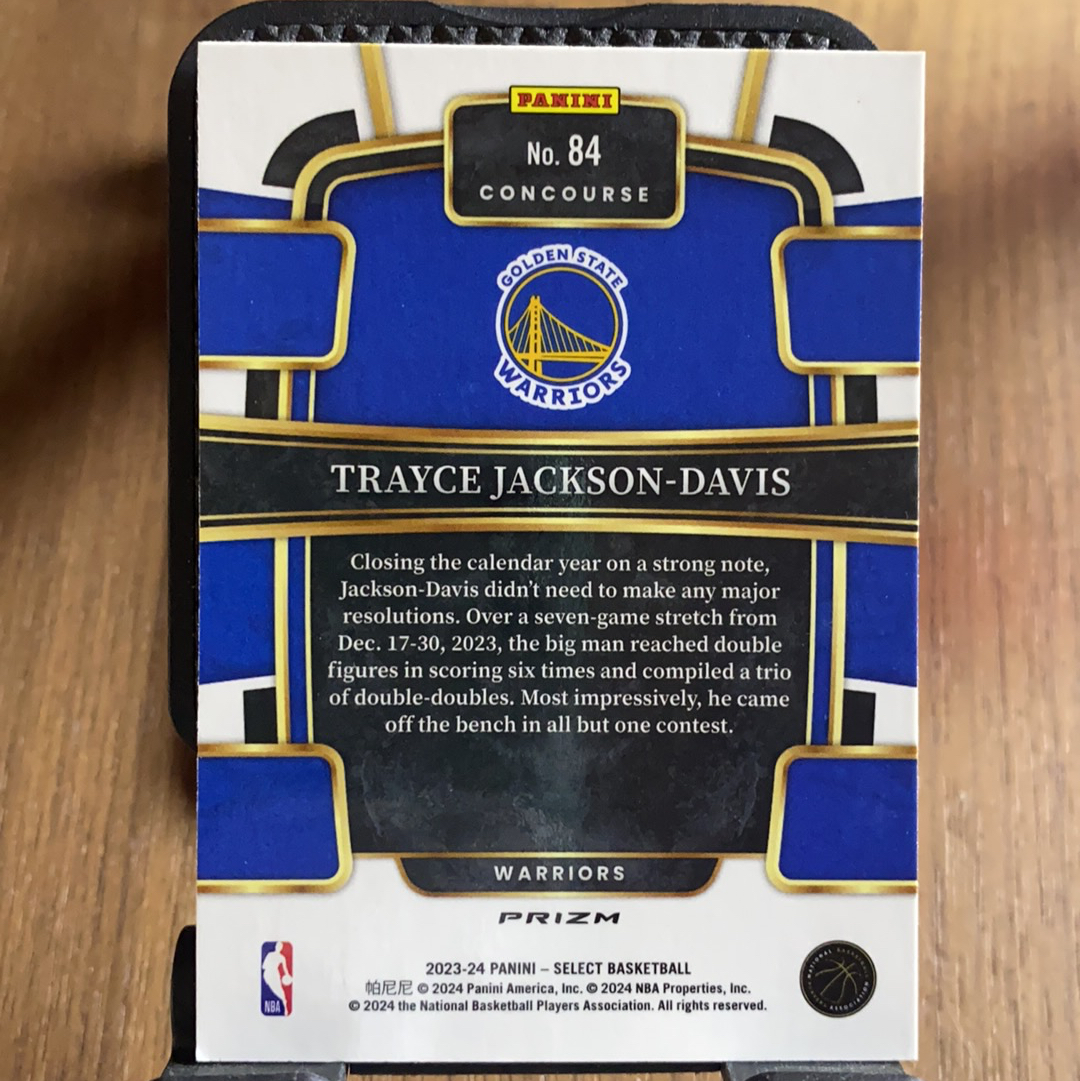 PANINI
No. 84
CONCOURSE
GOLDEN STATE
WARRIORS
TRAYCE JACKSON-DAVIS
Closing the calendar year on a strong note,
Jackson-Davis didn't need to make any major
resolutions. Over a seven-game stretch from
Dec. 17-30, 2023, the big man reached double
figures in scoring six times and compiled a trio
of double-doubles. Most impressively, he came
off the bench in all but one contest.
WARRIORS
PRIZM
NBA
2023-24 PANINI – SELECT BASKETBALL
帕尼尼 © 2024 Panini America, Inc. © 2024 NBA Properties, Inc.
© 2024 the National Basketball Players Association. All rights reserved.